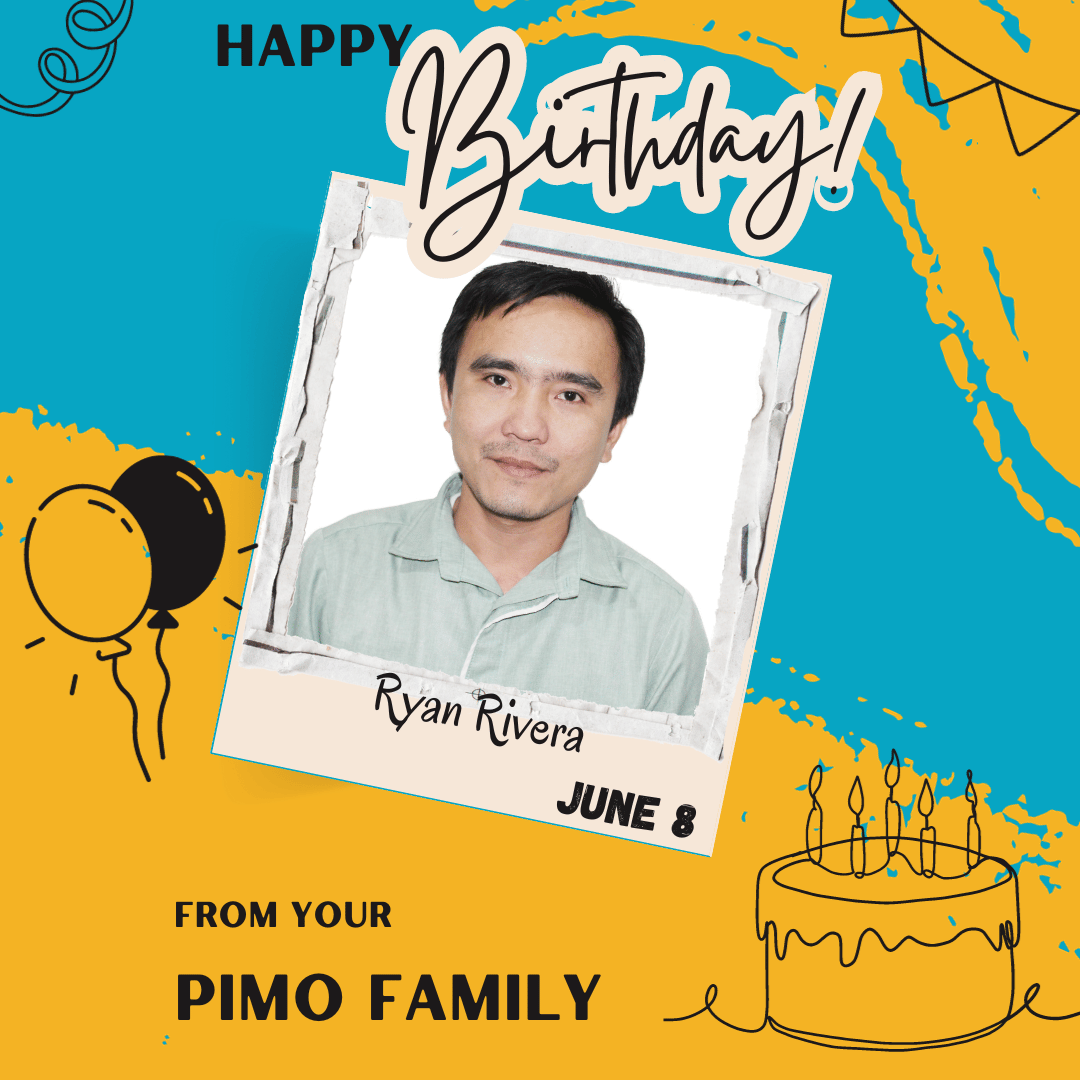 HAPPY
Birthday!
Ryan Rivera
JUNE 8
FROM YOUR
PIMO FAMILY